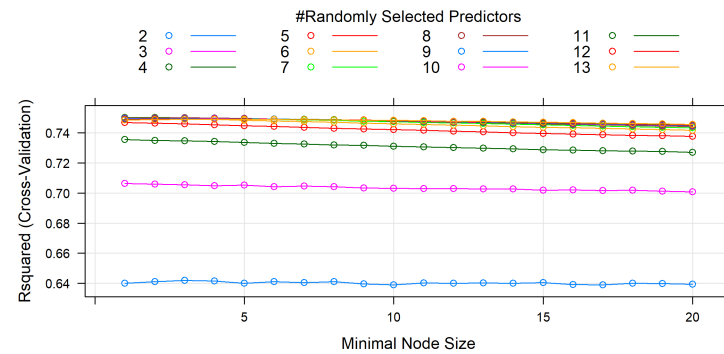 #Randomly Selected Predictors
2 5 8 11
3 6 9 12
4 7 10 13
Rsquared (Cross-Validation)
0.74
0.72
0.70
0.68
0.66
0.64
5 10 15 20
Minimal Node Size